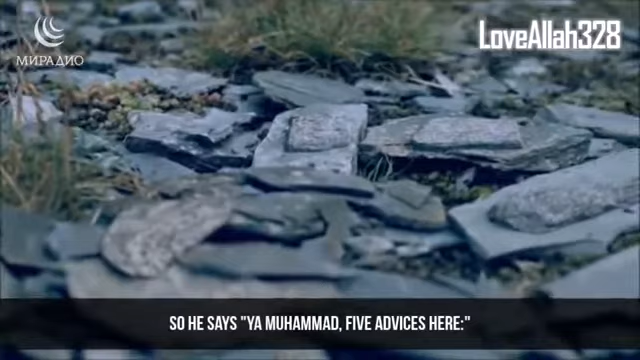 LoveAllah328
МИРАДИО
SO HE SAYS "YA MUHAMMAD, FIVE ADVICES HERE:"